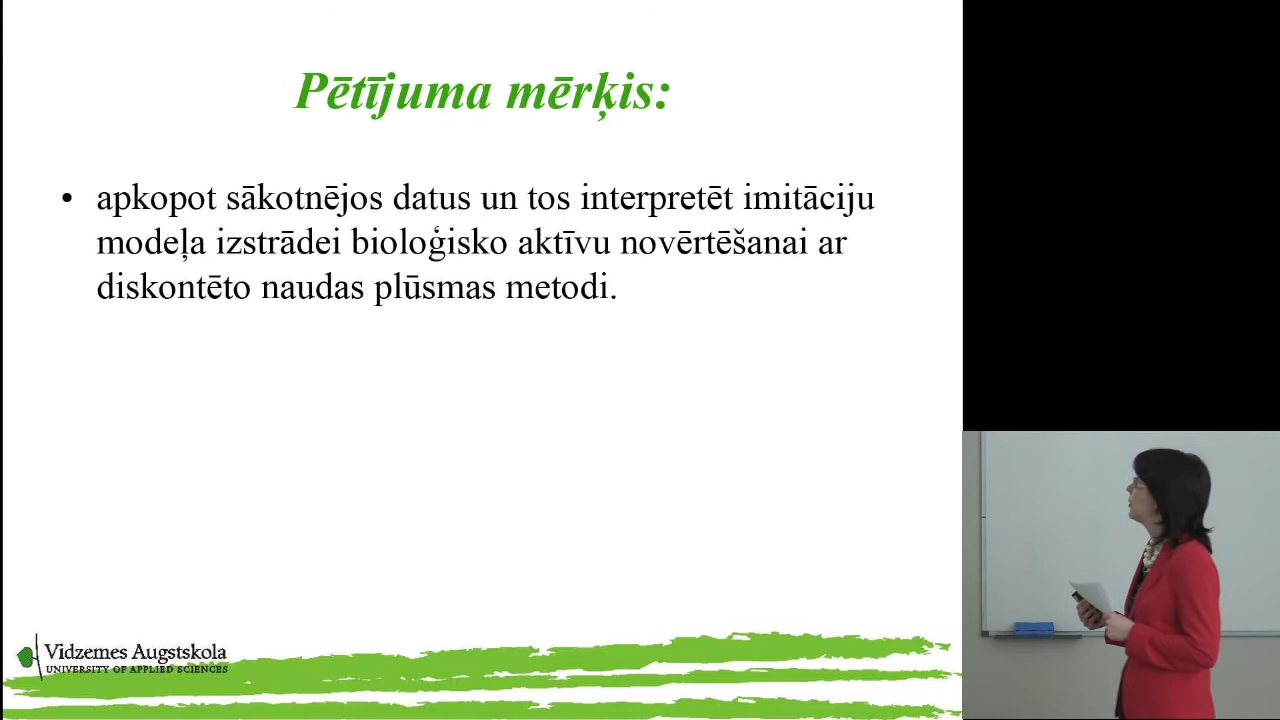 Pētījuma mērķis:
• apkopot sākotnējos datus un tos interpretēt imitāciju
modeļa izstrādei bioloģisko aktīvu novērtēšanai ar
diskontēto naudas plūsmas metodi.
Vidzemes Augstskola
UNIVERSITY OF APPLIED SCIENCES